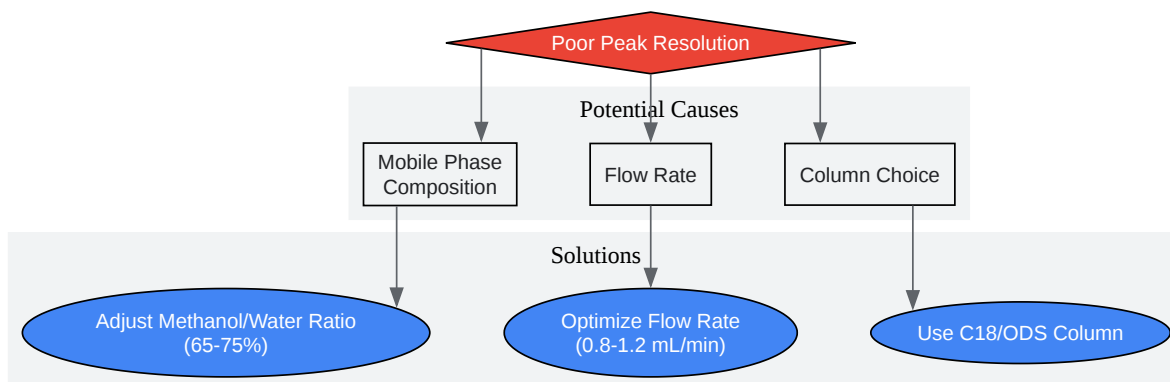 Poor Peak Resolution
Potential Causes
Mobile Phase
Composition
Flow Rate
Column Choice
Solutions
Adjust Methanol/Water Ratio
(65-75%)
Optimize Flow Rate
(0.8-1.2 mL/min)
Use C18/ODS Column